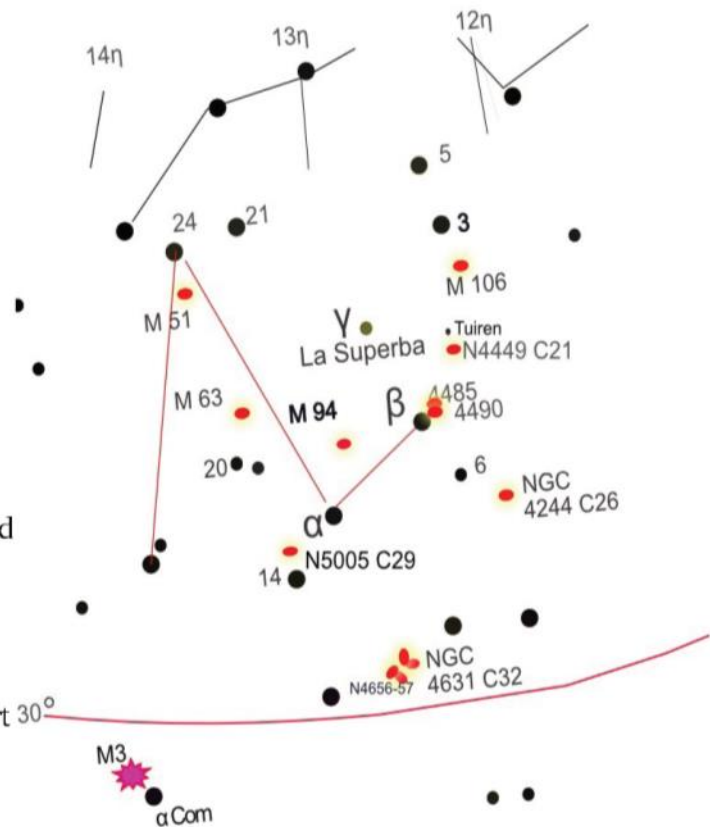 12η
13η
14η
5
24
21
3
M 106
M 51
γ
La Superba
Tuiren
N4449 C21
M 63
M 94
β
4485
4490
20
6
NGC
4244 C26
α
d
N5005 C29
14
NGC
4631 C32
N4656-57
t 30°
M3
α Com